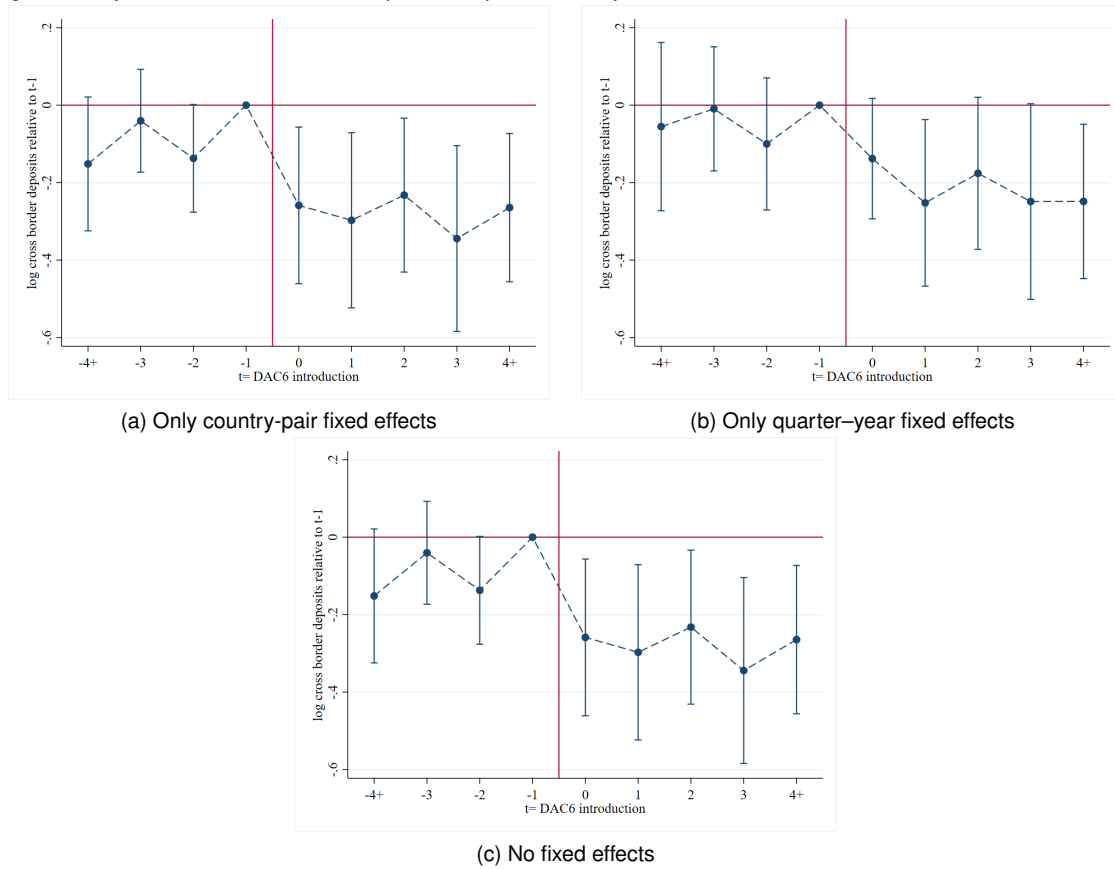 .2
0
-.2
-.4
-.6
log cross border deposits relative to t-1
-4+ -3 -2 -1 0 1 2 3 4+
t= DAC6 introduction
(a) Only country-pair fixed effects
.2
0
-.2
-.4
-.6
log cross border deposits relative to t-1
-4+ -3 -2 -1 0 1 2 3 4+
t= DAC6 introduction
(b) Only quarter–year fixed effects
.2
0
-.2
-.4
-.6
log cross border deposits relative to t-1
-4+ -3 -2 -1 0 1 2 3 4+
t= DAC6 introduction
(c) No fixed effects